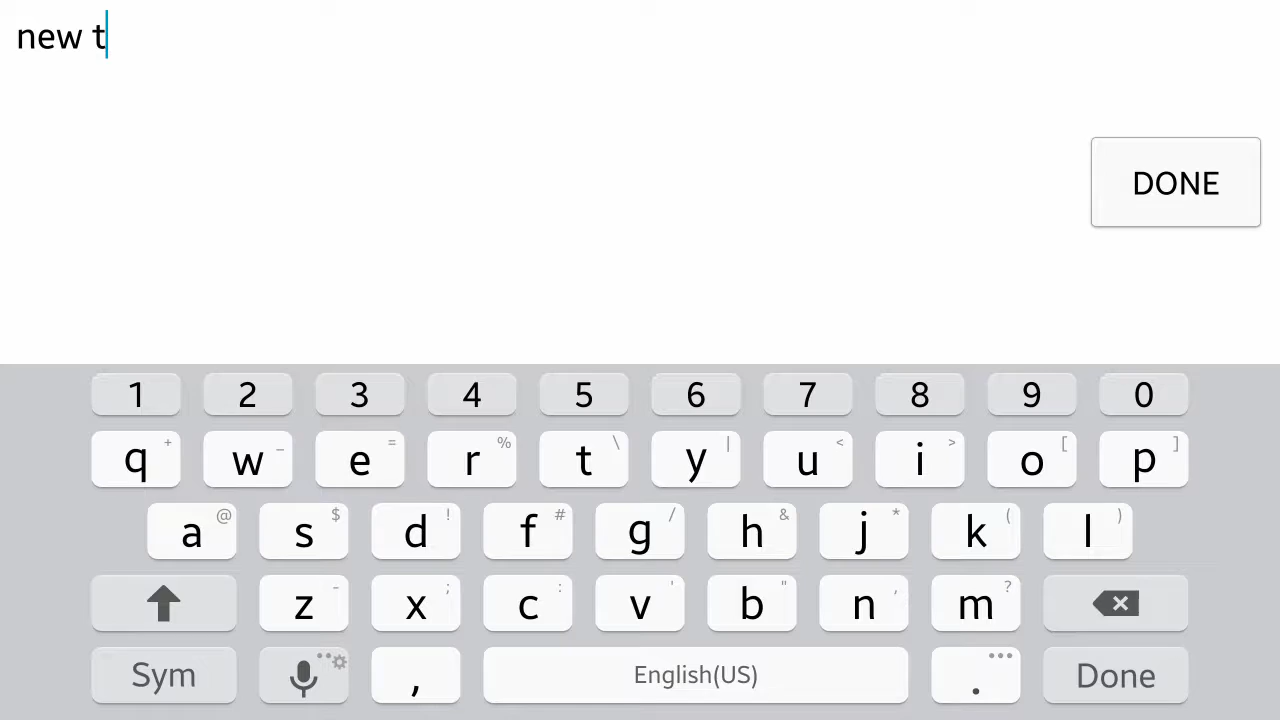 new t
DONE
1 2 3 4 5 6 7 8 9 0
q + w _ e = r % t \ y | u < i > o [ p ]
a @ s $ d ! f # g / h & j * k ( l )
z - x ; c : v ' b " n , m ?
Sym , English(US) . Done